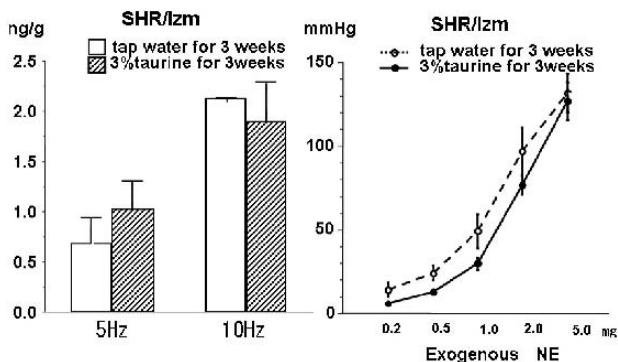 SHR/Izm
ng/g
tap water for 3 weeks
3%taurine for 3weeks
2.5
2.0
1.5
1.0
0.5
0.0
5Hz
10Hz
SHR/Izm
mmHg
tap water for 3 weeks
3%taurine for 3weeks
150
100
50
0
0.2 0.5 1.0 2.0 5.0 mg
Exogenous NE